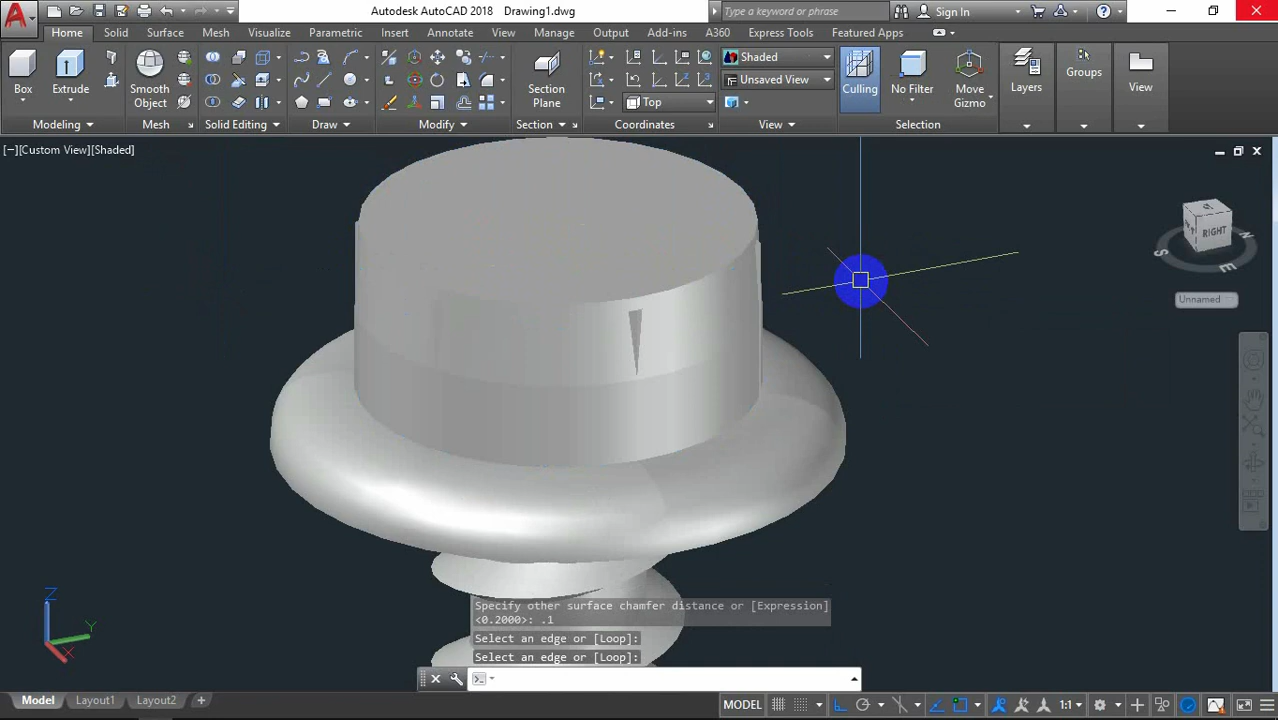 Autodesk AutoCAD 2018 Drawing1.dwg
Type a keyword or phrase
Sign In
Home Solid Surface Mesh Visualize Parametric Insert Annotate View Manage Output Add-ins A360 Express Tools Featured Apps
Box
Extrude
Smooth Object
Section Plane
Shaded
Unsaved View
Top
Culling
No Filter
Move Gizmo
Layers
Groups
View
Modeling Mesh Solid Editing Draw Modify Section Coordinates View Selection
[−][Custom View][Shaded]
RIGHT
N
S
E
Unnamed
Specify other surface chamfer distance or [Expression]
<0.2000>: .1
Select an edge or [Loop]:
Select an edge or [Loop]:
Z
Y
X
Model Layout1 Layout2
MODEL
1:1